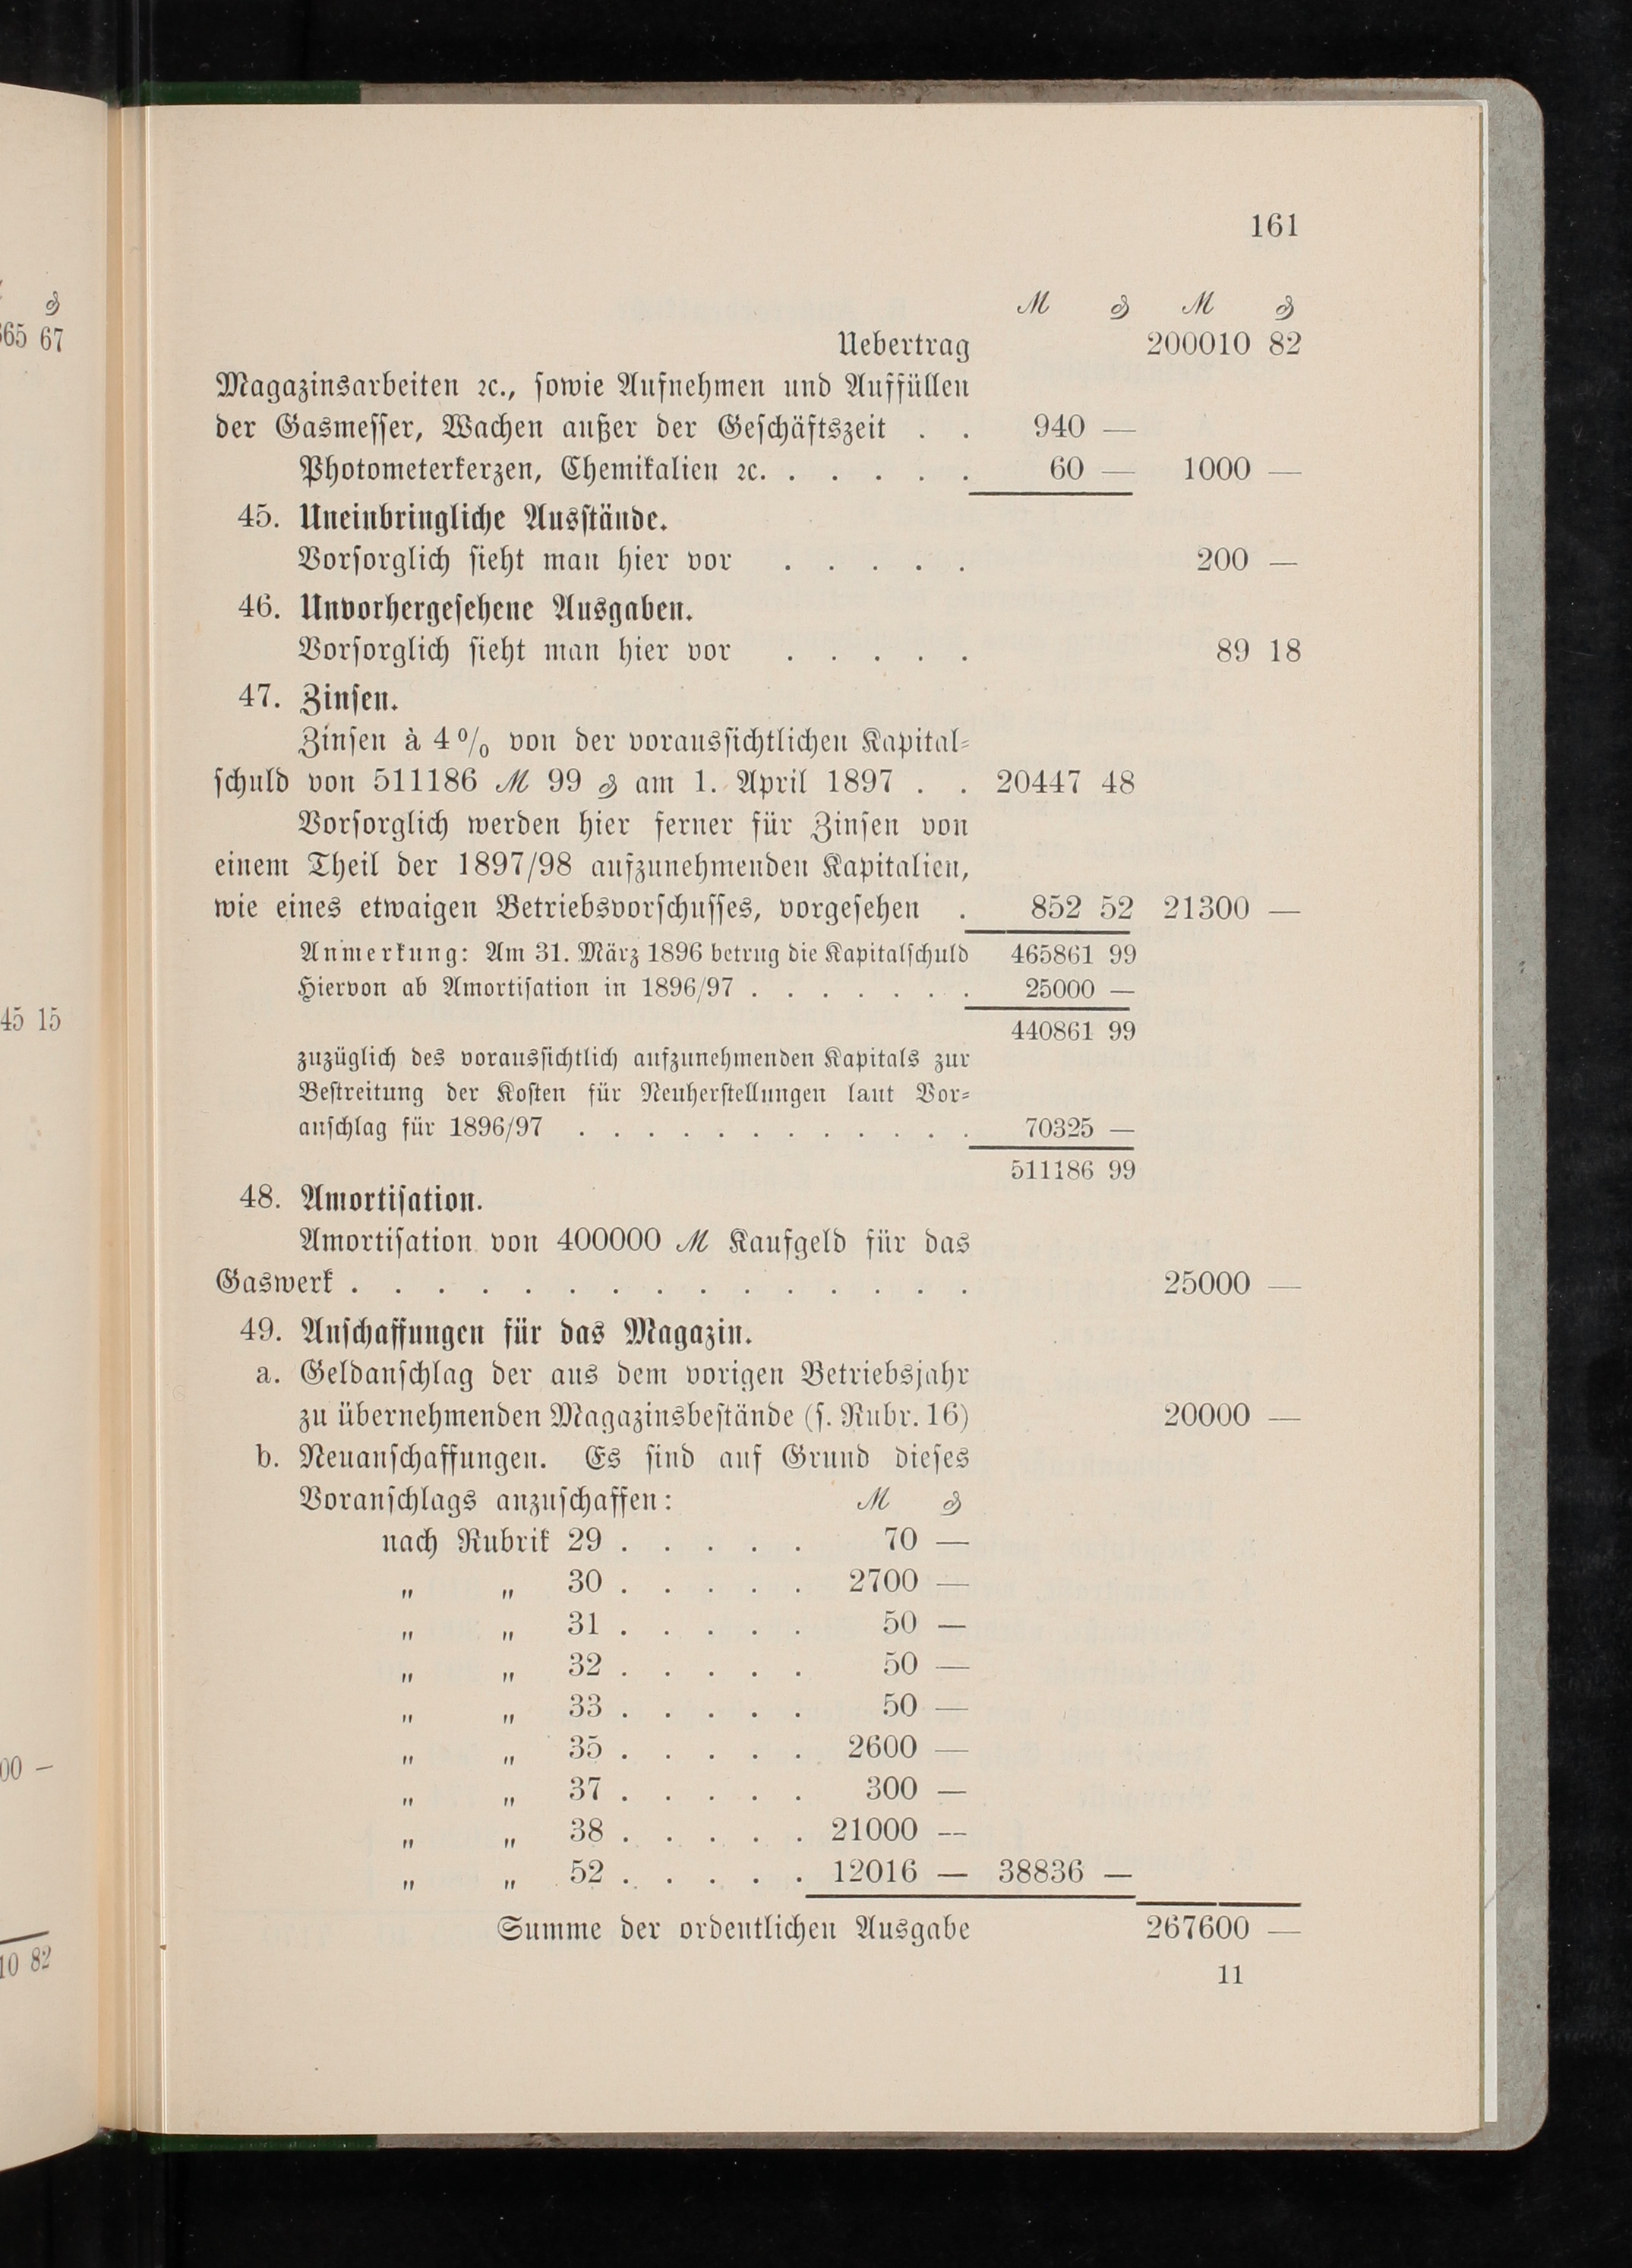 161
ℳ ₰ ℳ ₰
Uebertrag 200010 82
Magazinsarbeiten ꝛc., sowie Aufnehmen und Auffüllen
der Gasmesser, Wachen außer der Geschäftszeit . . 940 —
Photometerkerzen, Chemikalien ꝛc. . . . . . 60 — 1000 —
45. Uneinbringliche Ausstände.
Vorsorglich sieht man hier vor . . . . . 200 —
46. Unvorhergesehene Ausgaben.
Vorsorglich sieht man hier vor . . . . . 89 18
47. Zinsen.
Zinsen à 4 % von der voraussichtlichen Kapital-
schuld von 511186 ℳ 99 ₰ am 1. April 1897 . . 20447 48
Vorsorglich werden hier ferner für Zinsen von
einem Theil der 1897/98 aufzunehmenden Kapitalien,
wie eines etwaigen Betriebsvorschusses, vorgesehen . 852 52 21300 —
Anmerkung: Am 31. März 1896 betrug die Kapitalschuld 465861 99
Hiervon ab Amortisation in 1896/97 . . . . . . . 25000 —
440861 99
zuzüglich des voraussichtlich aufzunehmenden Kapitals zur
Bestreitung der Kosten für Neuherstellungen laut Vor-
anschlag für 1896/97 . . . . . . . . . . . . 70325 —
511186 99
48. Amortisation.
Amortisation von 400000 ℳ Kaufgeld für das
Gaswerk . . . . . . . . . . . . . . . 25000 —
49. Anschaffungen für das Magazin.
a. Geldanschlag der aus dem vorigen Betriebsjahr
zu übernehmenden Magazinsbestände (s. Rubr. 16) 20000 —
b. Neuanschaffungen. Es sind auf Grund dieses
Voranschlags anzuschaffen: ℳ ₰
nach Rubrik 29 . . . . . 70 —
„ „ 30 . . . . . 2700 —
„ „ 31 . . . . . 50 —
„ „ 32 . . . . . 50 —
„ „ 33 . . . . . 50 —
„ „ 35 . . . . . 2600 —
„ „ 37 . . . . . 300 —
„ „ 38 . . . . . 21000 —
„ „ 52 . . . . . 12016 — 38836 —
Summe der ordentlichen Ausgabe 267600 —
11
₰
365 67
45 15
00 —
10 82